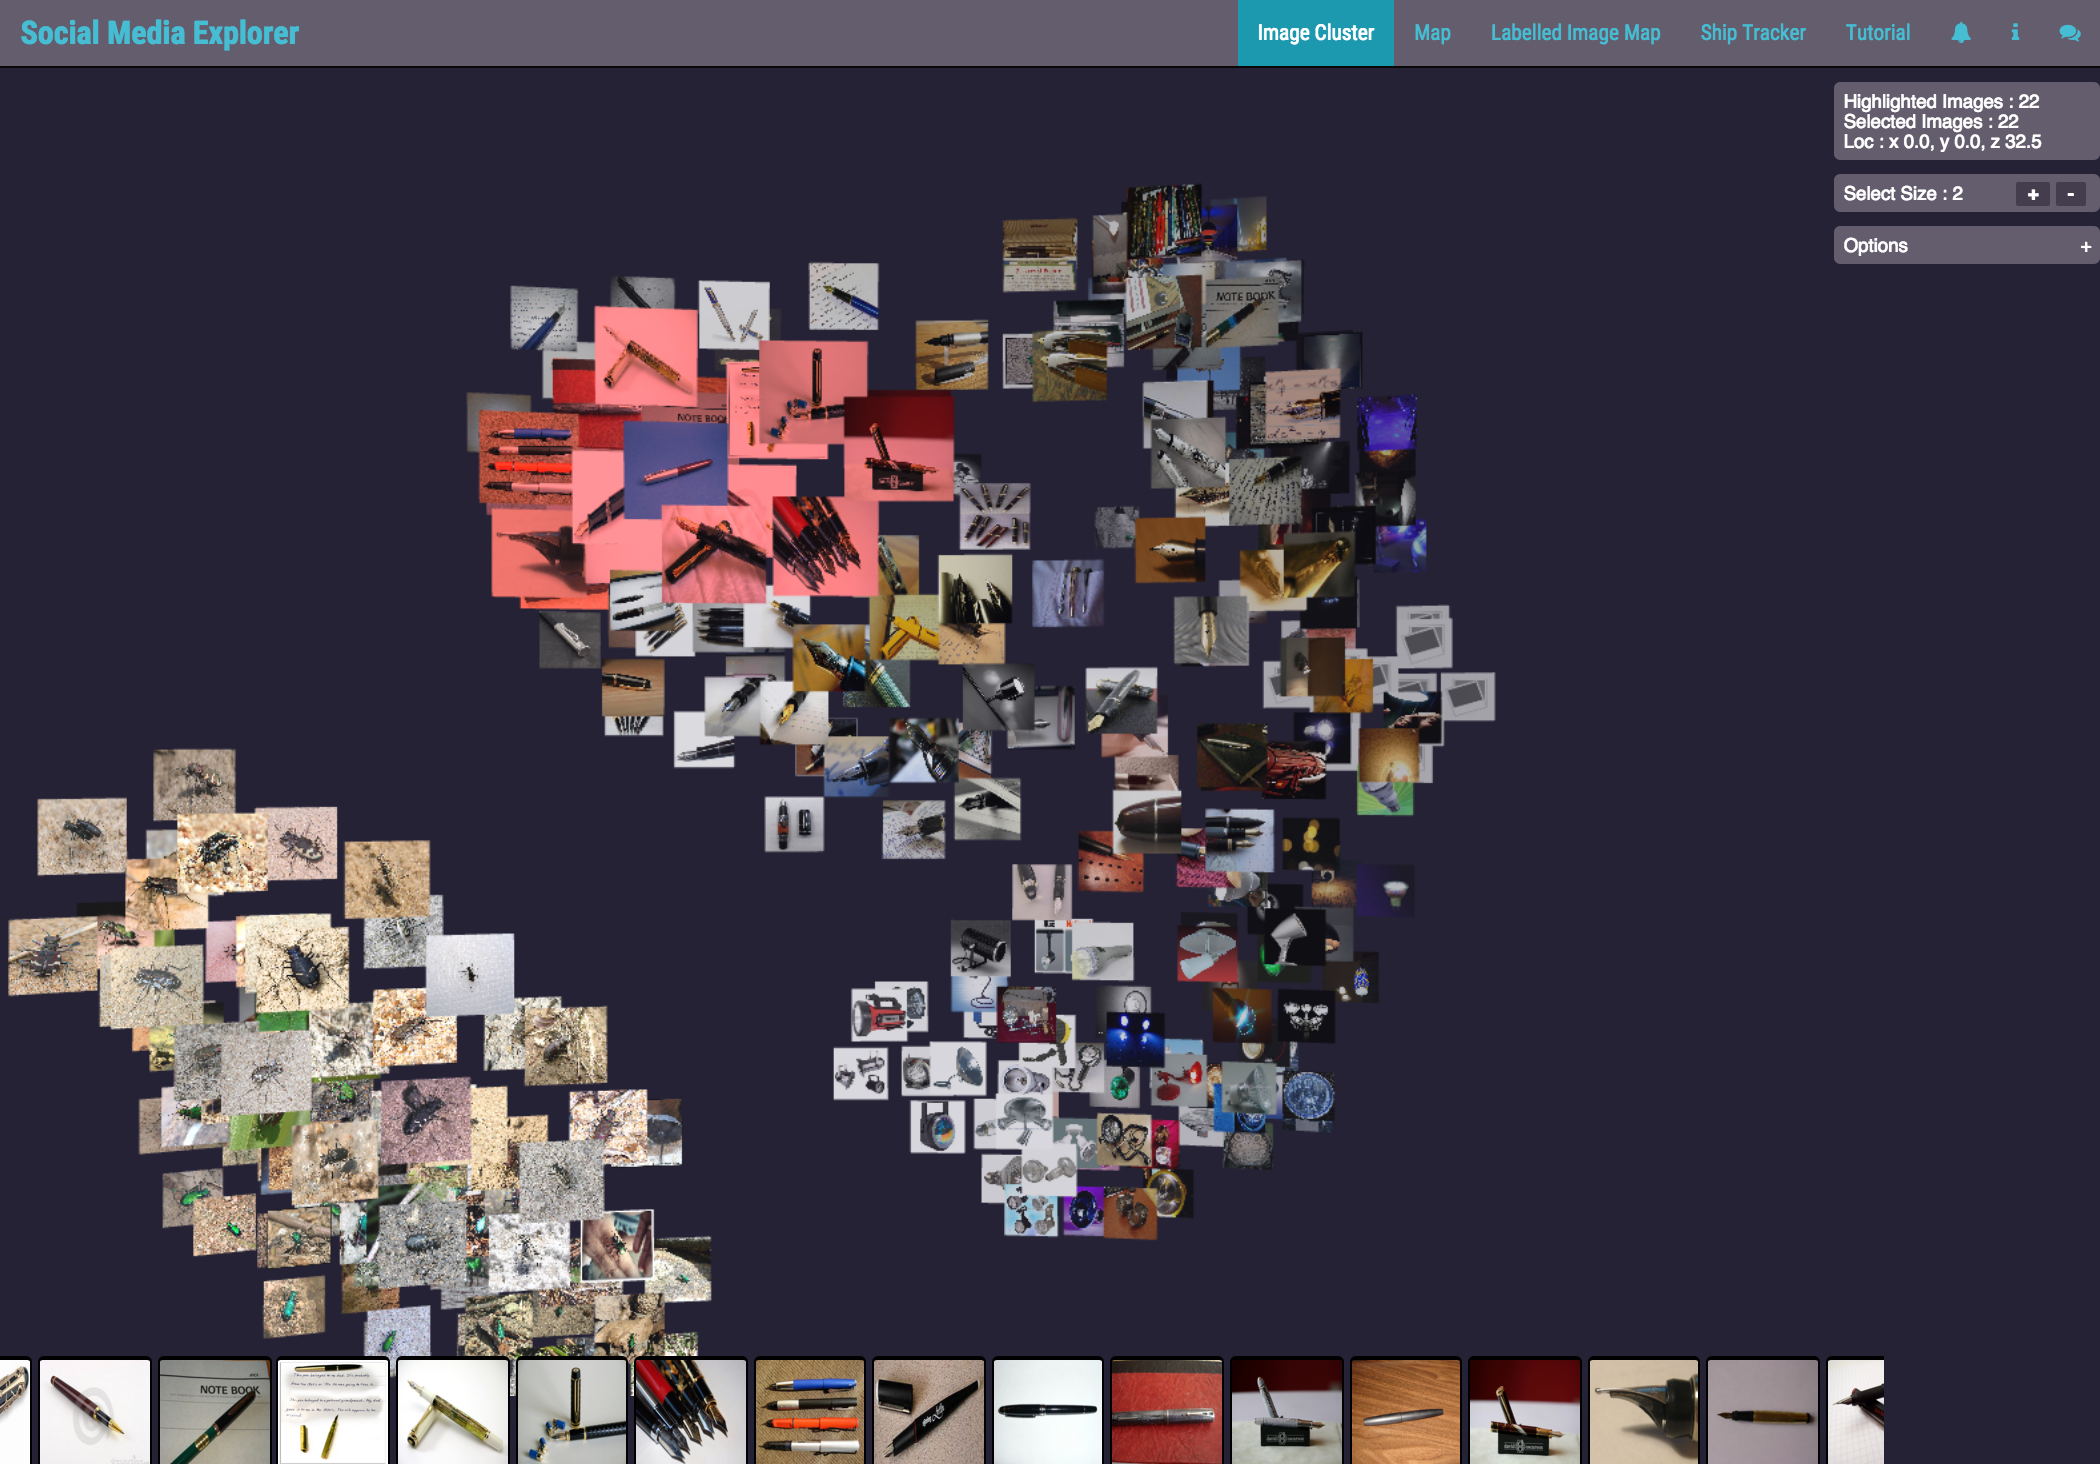 Social Media Explorer
Image Cluster
Map
Labelled Image Map
Ship Tracker
Tutorial
Highlighted Images : 22
Selected Images : 22
Loc : x 0.0, y 0.0, z 32.5
Select Size : 2
+
-
Options
+
NOTE BOOK
NOTE BOOK
NOTE BOOK